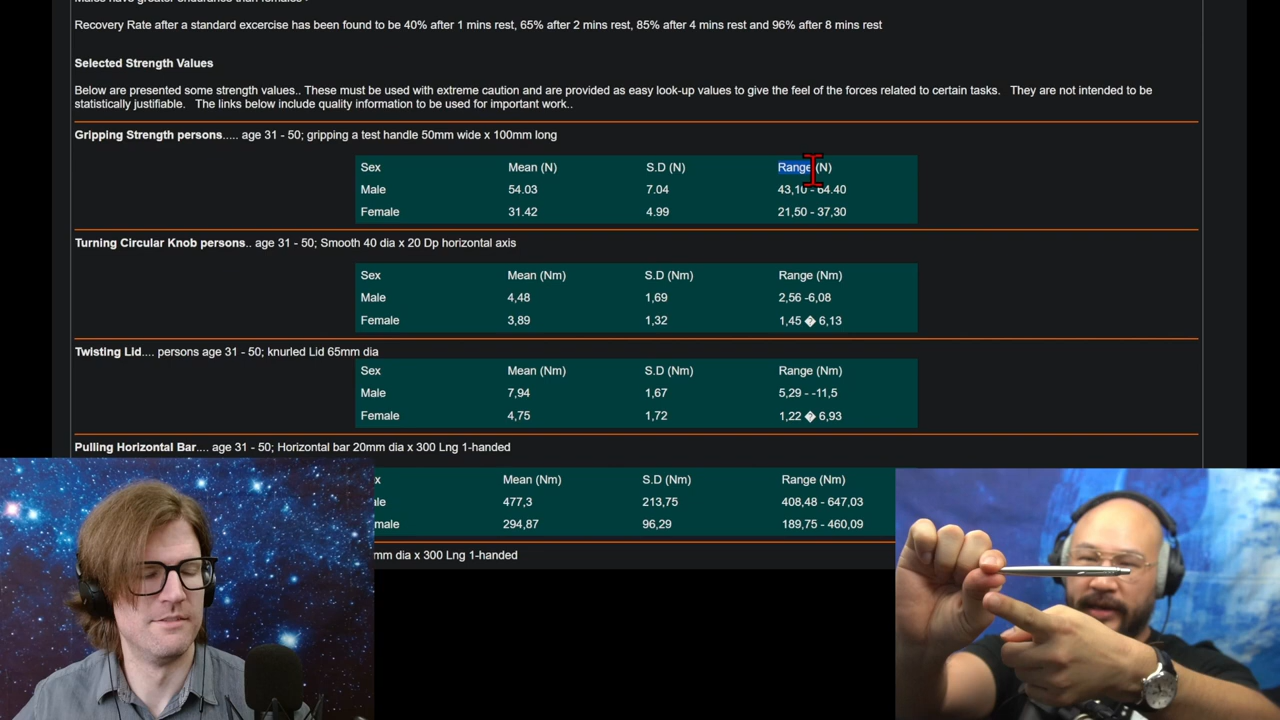 Males have greater endurance than females -
Recovery Rate after a standard excercise has been found to be 40% after 1 mins rest, 65% after 2 mins rest, 85% after 4 mins rest and 96% after 8 mins rest
Selected Strength Values
Below are presented some strength values.. These must be used with extreme caution and are provided as easy look-up values to give the feel of the forces related to certain tasks. They are not intended to be
statistically justifiable. The links below include quality information to be used for important work..
Gripping Strength persons..... age 31 - 50; gripping a test handle 50mm wide x 100mm long
Sex Mean (N) S.D (N) Range (N)
Male 54.03 7.04 43,10 - 64.40
Female 31.42 4.99 21,50 - 37,30
Turning Circular Knob persons.. age 31 - 50; Smooth 40 dia x 20 Dp horizontal axis
Sex Mean (Nm) S.D (Nm) Range (Nm)
Male 4,48 1,69 2,56 -6,08
Female 3,89 1,32 1,45 � 6,13
Twisting Lid.... persons age 31 - 50; knurled Lid 65mm dia
Sex Mean (Nm) S.D (Nm) Range (Nm)
Male 7,94 1,67 5,29 - -11,5
Female 4,75 1,72 1,22 � 6,93
Pulling Horizontal Bar.... age 31 - 50; Horizontal bar 20mm dia x 300 Lng 1-handed
Sex Mean (Nm) S.D (Nm) Range (Nm)
Male 477,3 213,75 408,48 - 647,03
Female 294,87 96,29 189,75 - 460,09
mm dia x 300 Lng 1-handed